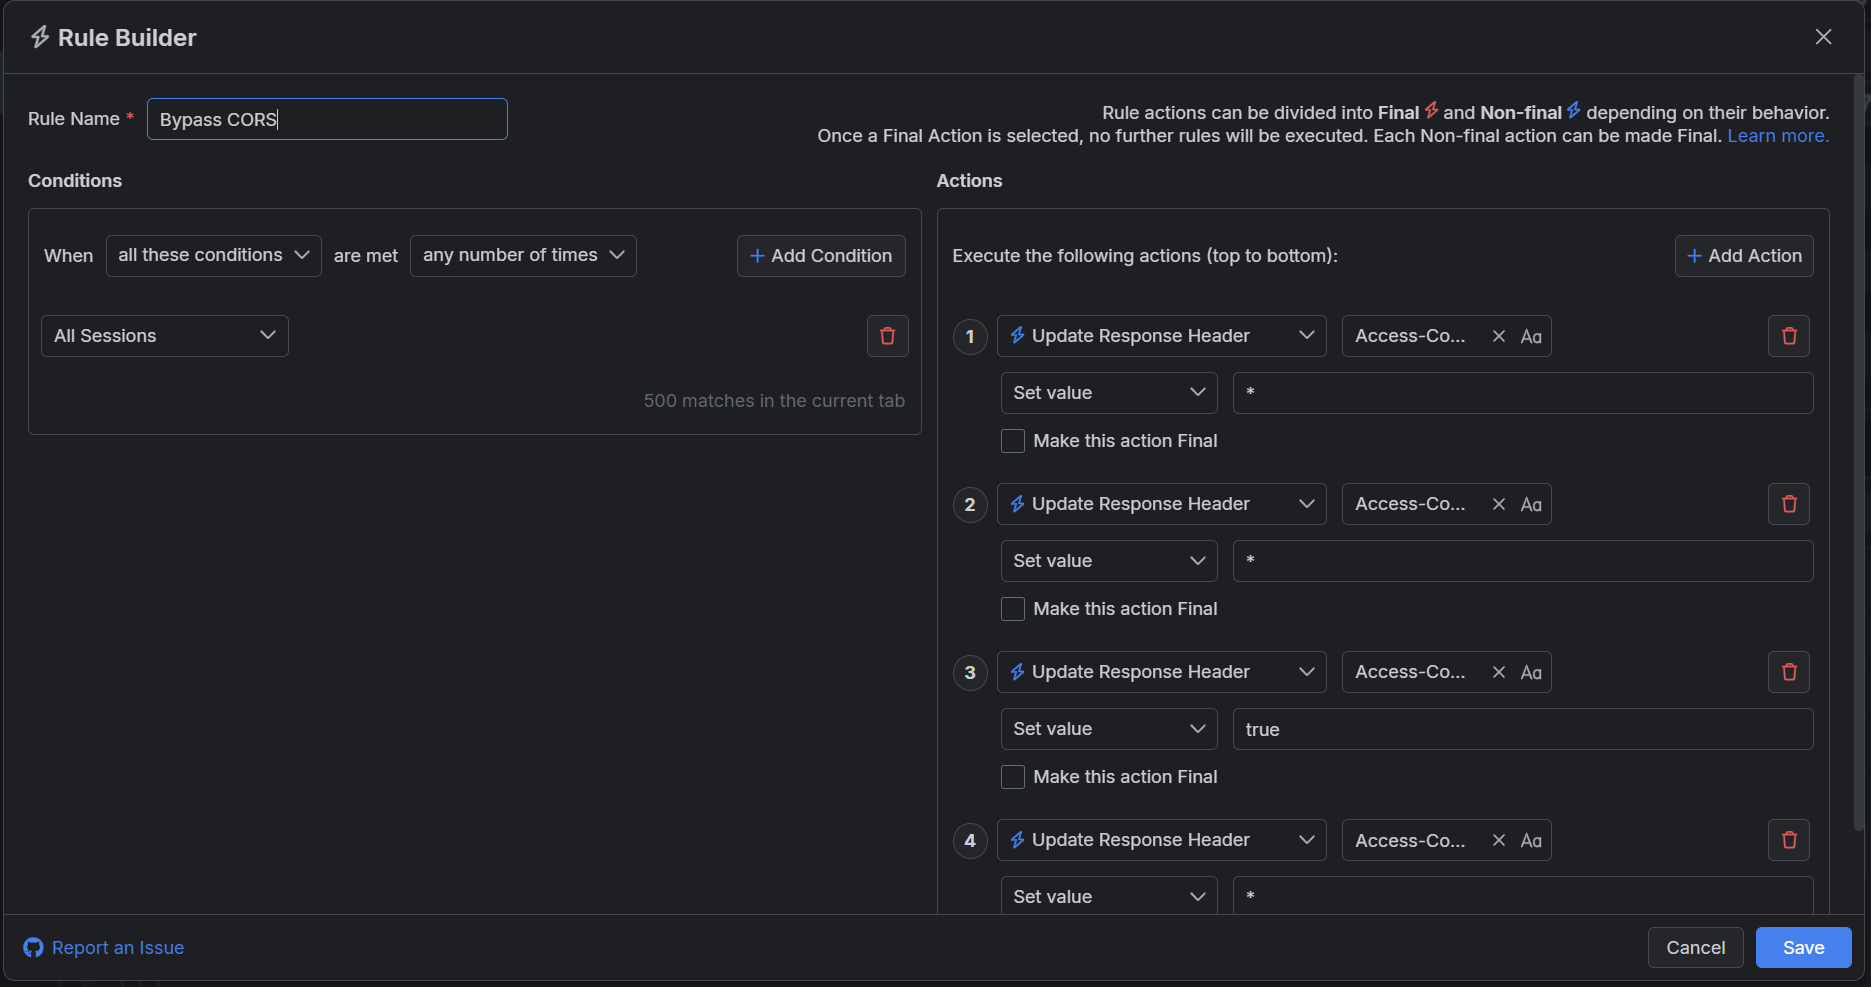 Rule Builder
Rule Name *
Bypass CORS
Rule actions can be divided into Final and Non-final depending on their behavior.
Once a Final Action is selected, no further rules will be executed. Each Non-final action can be made Final. Learn more.
Conditions
When all these conditions are met any number of times + Add Condition
All Sessions
500 matches in the current tab
Actions
Execute the following actions (top to bottom): + Add Action
1 Update Response Header Access-Co... Aa
Set value *
Make this action Final
2 Update Response Header Access-Co... Aa
Set value *
Make this action Final
3 Update Response Header Access-Co... Aa
Set value true
Make this action Final
4 Update Response Header Access-Co... Aa
Set value *
Report an Issue
Cancel Save